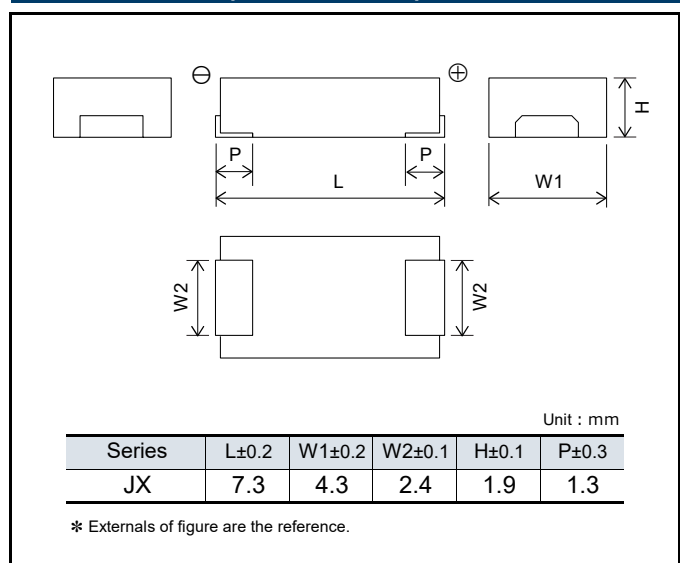 ⊖ ⊕
H
P P
L W1
W2 W2
Unit : mm
Series L±0.2 W1±0.2 W2±0.1 H±0.1 P±0.3
JX 7.3 4.3 2.4 1.9 1.3
✻ Externals of figure are the reference.